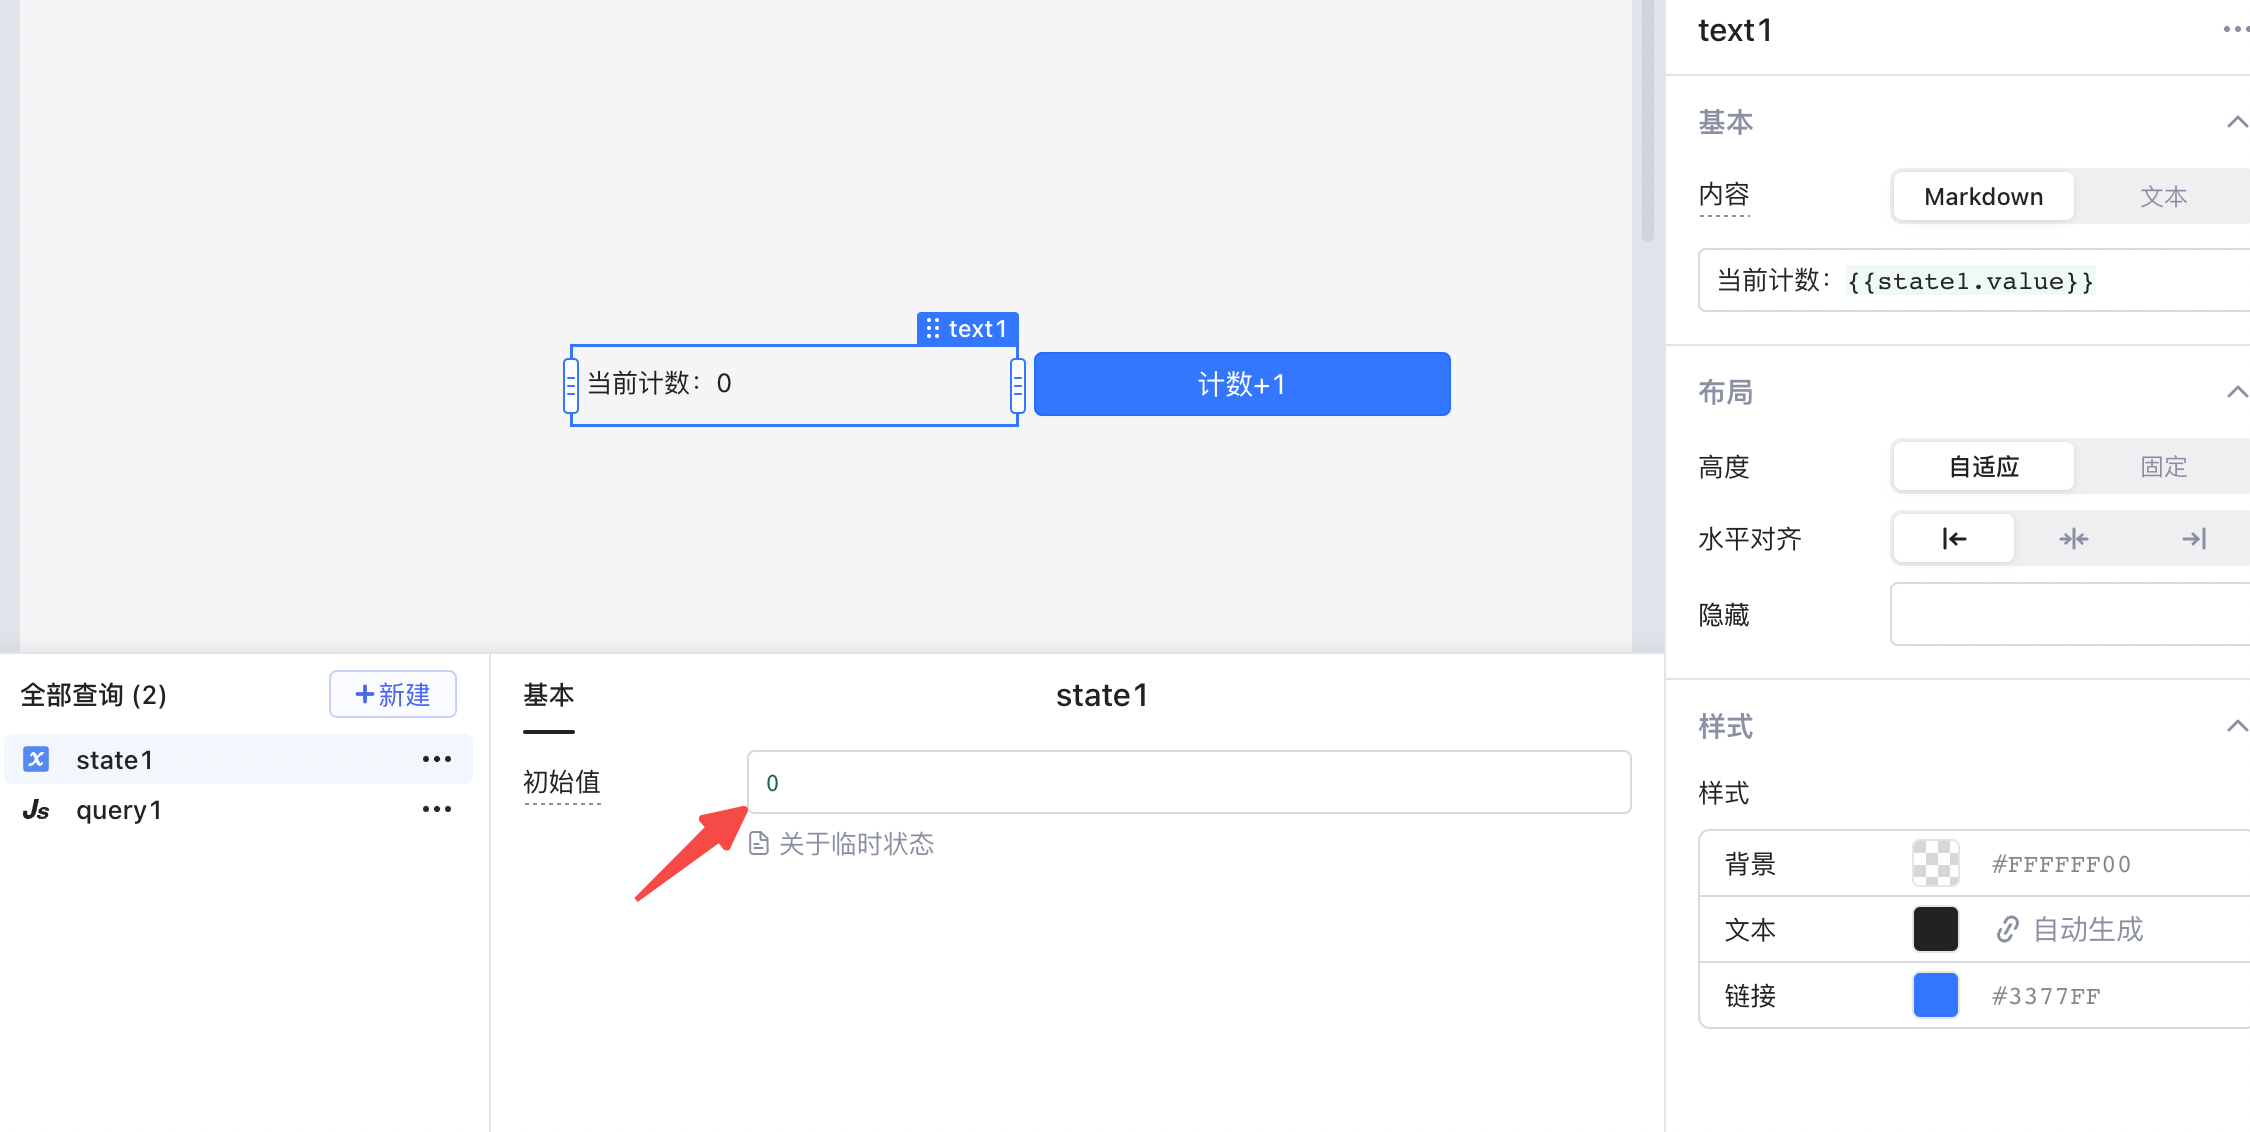 text1
当前计数：0
计数+1
全部查询 (2)
+新建
state1
query1
基本
state1
初始值
0
关于临时状态
text1
基本
内容
Markdown
文本
当前计数：{{state1.value}}
布局
高度
自适应
固定
水平对齐
隐藏
样式
样式
背景
#FFFFFF00
文本
自动生成
链接
#3377FF